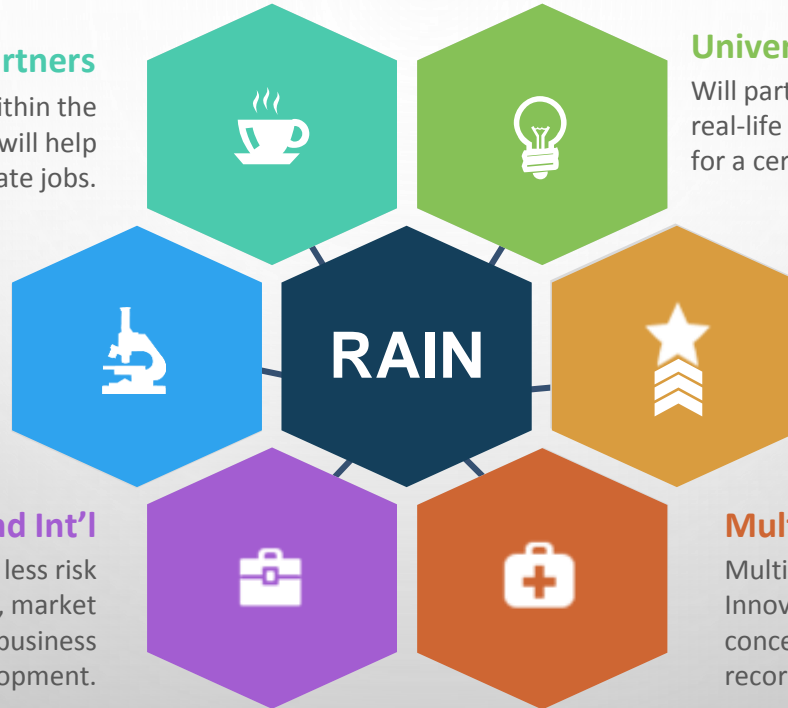 artners
ithin the
will help
ate jobs.
Univer
Will part
real-life
for a cer
RAIN
nd Int'l
less risk
, market
business
opment.
Mult
Multi
Innov
conce
recor